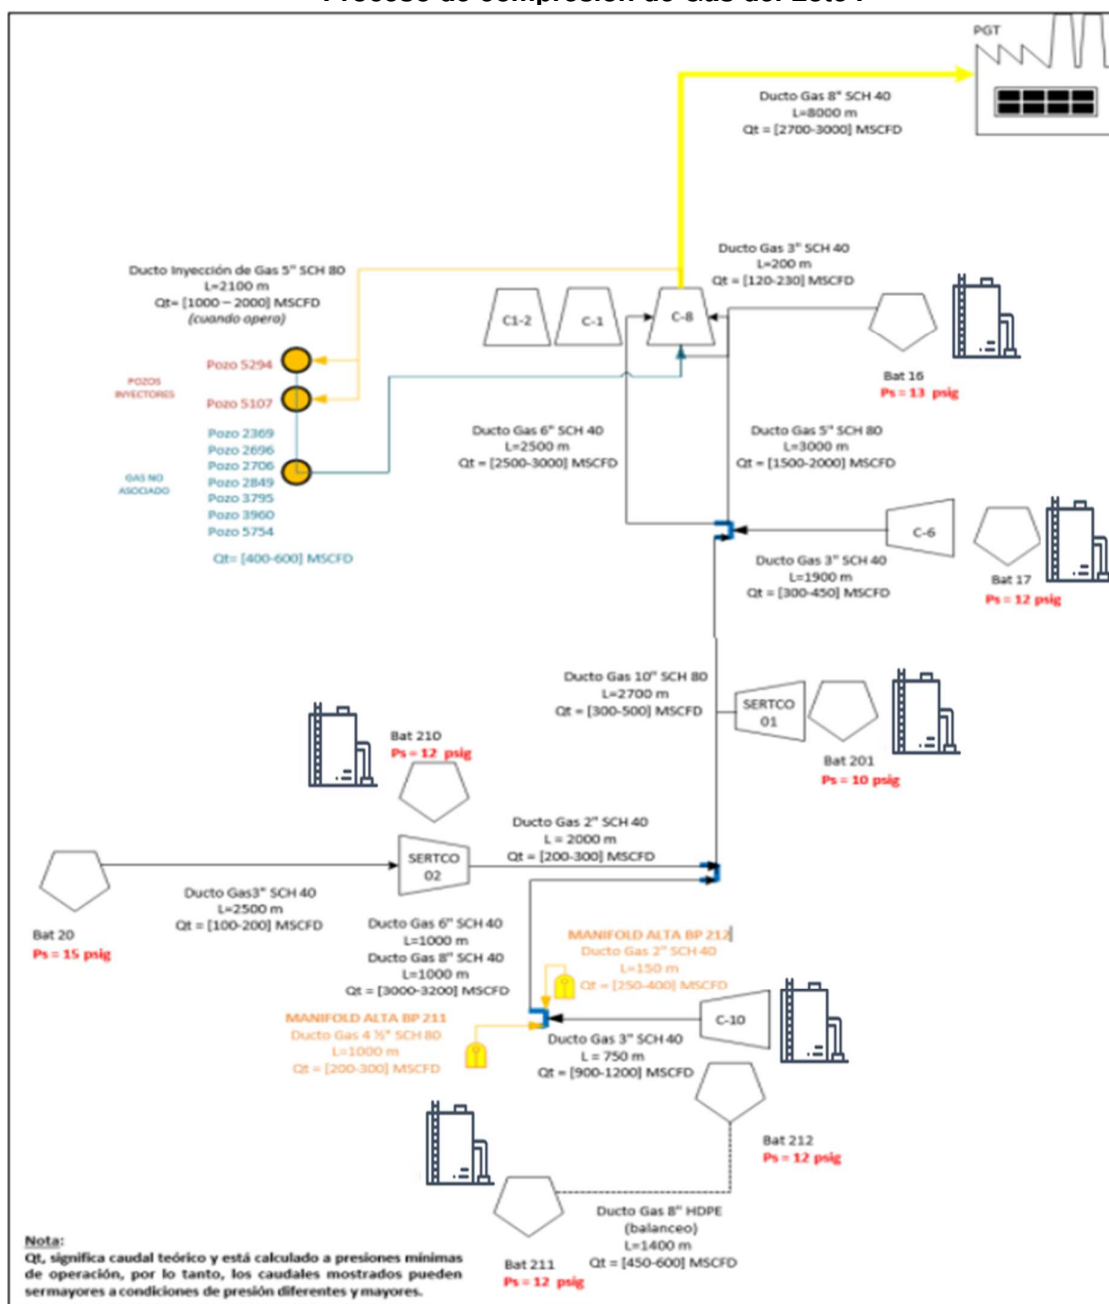 Proceso de compresión de Gas del Lote I
PGT
Ducto Gas 8" SCH 40
L=8000 m
Qt = [2700-3000] MSCFD
Ducto Gas 3" SCH 40
L=200 m
Qt = [120-230] MSCFD
Ducto Inyección de Gas 5" SCH 80
L=2100 m
Qt= [1000 – 2000] MSCFD
(cuando opera)
C1-2
C-1
C-8
Bat 16
Ps = 13 psig
Pozo 5294
POZOS
INYECTORES
Pozo 5107
Pozo 2369
Pozo 2696
Pozo 2706
Pozo 2849
Pozo 3795
Pozo 3960
Pozo 5754
GAS NO
ASOCIADO
Qt= [400-600] MSCFD
Ducto Gas 6" SCH 40
L=2500 m
Qt = [2500-3000] MSCFD
Ducto Gas 5" SCH 80
L=3000 m
Qt = [1500-2000] MSCFD
C-6
Ducto Gas 3" SCH 40
L=1900 m
Qt = [300-450] MSCFD
Bat 17
Ps = 12 psig
Ducto Gas 10" SCH 80
L=2700 m
Qt = [300-500] MSCFD
SERTCO
01
Bat 201
Ps = 10 psig
Bat 210
Ps = 12 psig
Ducto Gas 2" SCH 40
L = 2000 m
Qt = [200-300] MSCFD
SERTCO
02
Ducto Gas3" SCH 40
L=2500 m
Qt = [100-200] MSCFD
Bat 20
Ps = 15 psig
Ducto Gas 6" SCH 40
L=1000 m
Ducto Gas 8" SCH 40
L=1000 m
Qt = [3000-3200] MSCFD
MANIFOLD ALTA BP 212
Ducto Gas 2" SCH 40
L=150 m
Qt = [250-400] MSCFD
MANIFOLD ALTA BP 211
Ducto Gas 4 ½" SCH 80
L=1000 m
Qt = [200-300] MSCFD
C-10
Ducto Gas 3" SCH 40
L = 750 m
Qt = [900-1200] MSCFD
Bat 212
Ps = 12 psig
Ducto Gas 8" HDPE
(balanceo)
L=1400 m
Qt = [450-600] MSCFD
Bat 211
Ps = 12 psig
Nota:
Qt, significa caudal teórico y está calculado a presiones mínimas
de operación, por lo tanto, los caudales mostrados pueden
sermayores a condiciones de presión diferentes y mayores.